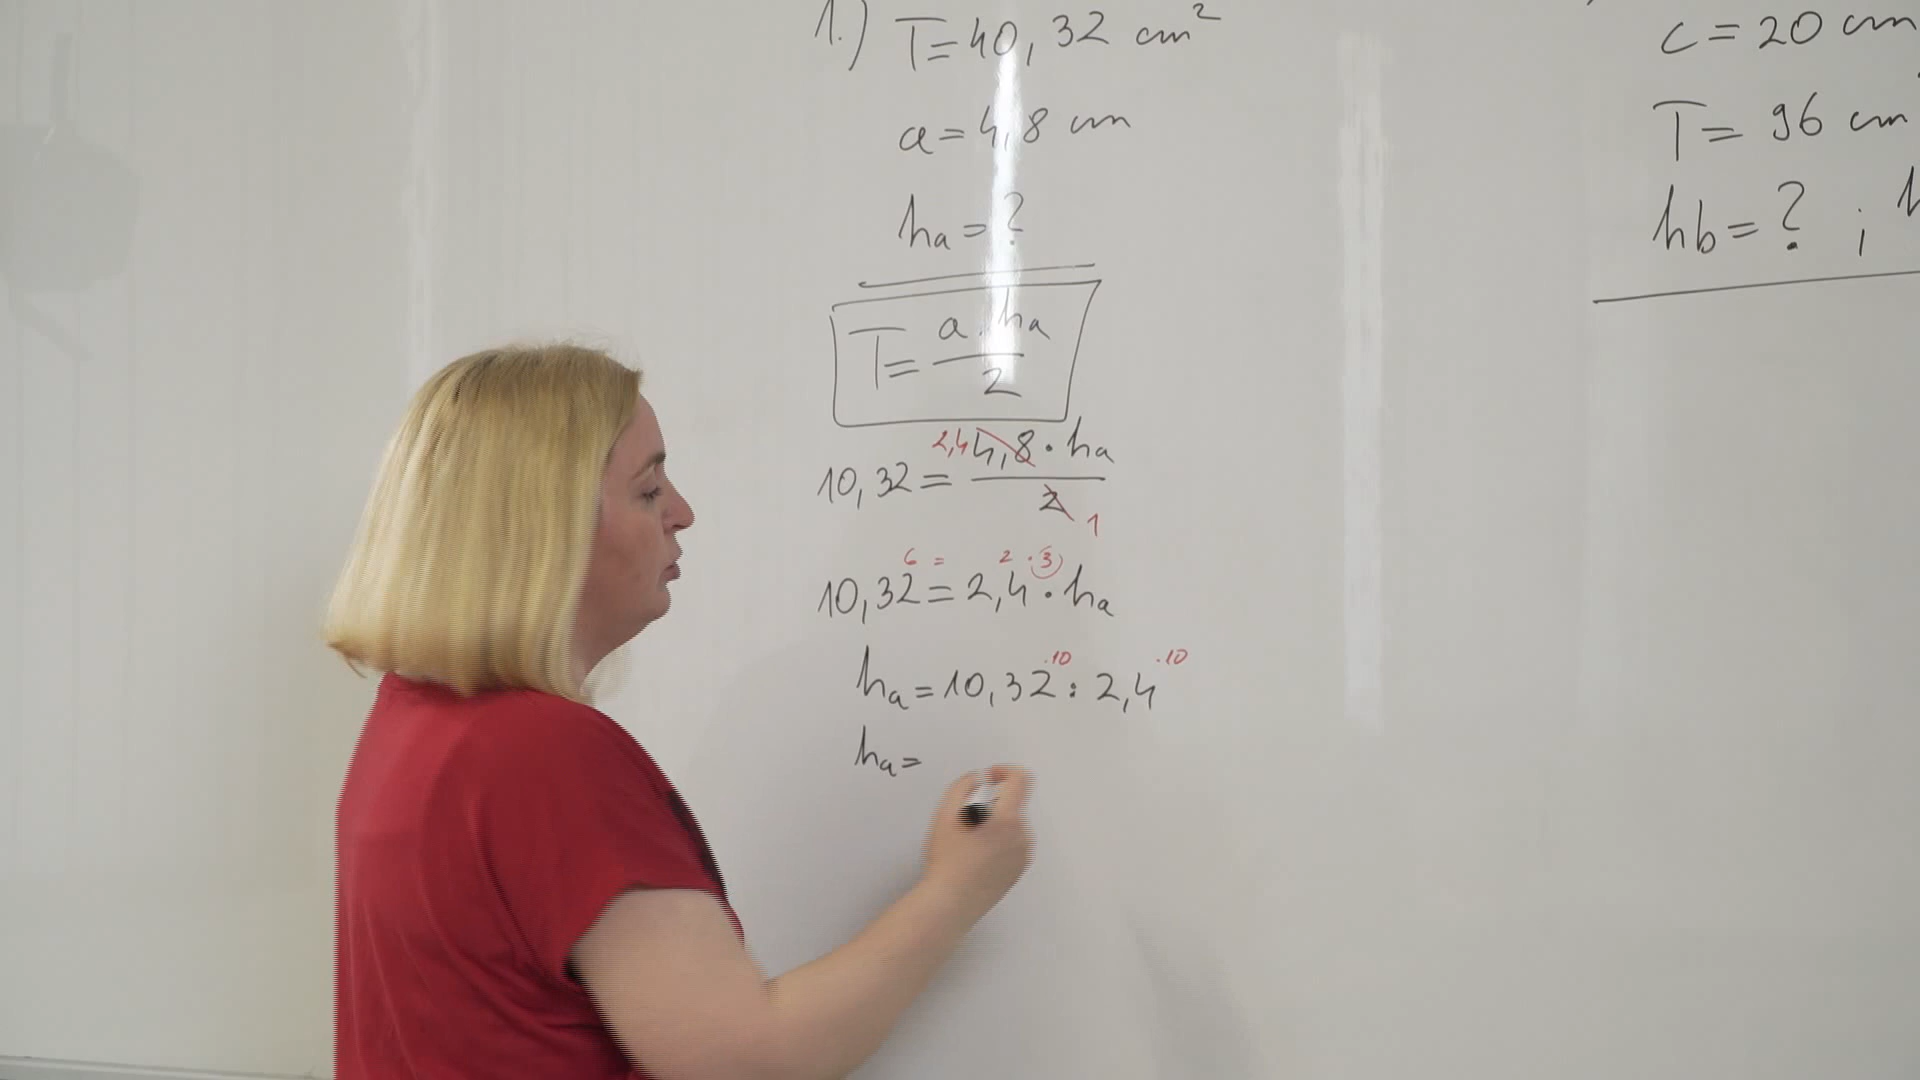 1.) T=40,32 cm²
a=4,8 cm
ha=?
T=a·ha/2
2,4
10,32=4,8·ha/2
1
6 = 2 · 3
10,32=2,4·ha
·10 ·10
ha=10,32:2,4
ha=
c=20 cm
T=96 cm
hb=? ; h